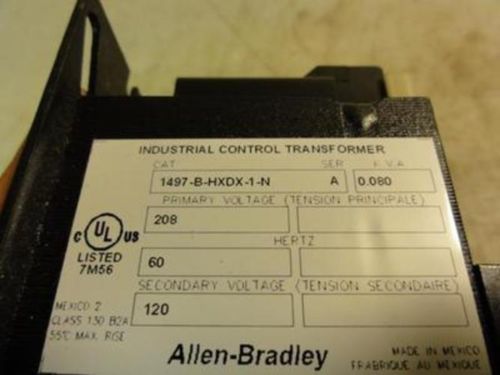 INDUSTRIAL CONTROL TRANSFORMER
CAT SER K.V.A.
1497-B-HXDX-1-N A 0.080
PRIMARY VOLTAGE (TENSION PRINCIPALE)
208
HERTZ
60
SECONDARY VOLTAGE (TENSION SECONDAIRE)
120
C UL US
LISTED
7M56
MEXICO 2
CLASS 130 B2A
55°C MAX. RISE
Allen-Bradley
MADE IN MEXICO
FABRIQUE AU MEXIQUE